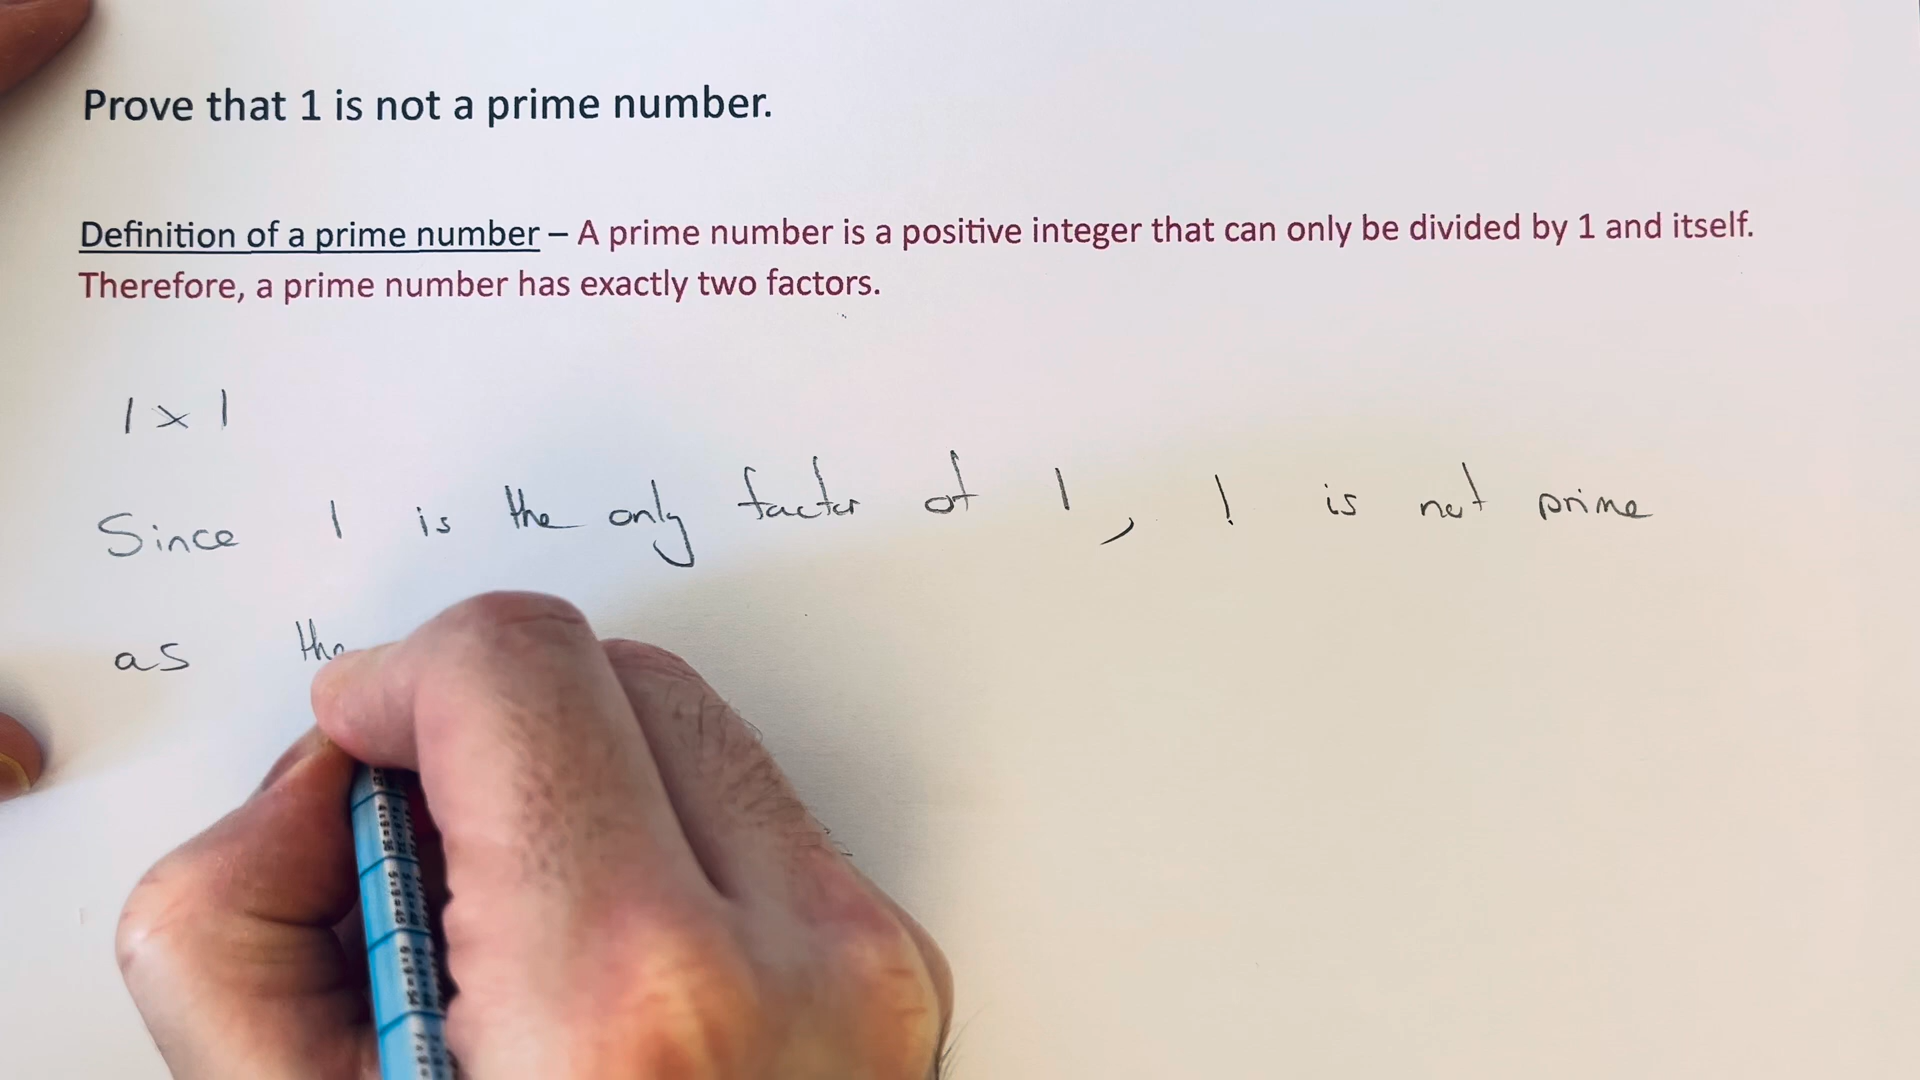 Prove that 1 is not a prime number.
Definition of a prime number – A prime number is a positive integer that can only be divided by 1 and itself.
Therefore, a prime number has exactly two factors.
1 × 1
Since 1 is the only factor of 1, 1 is not prime
as